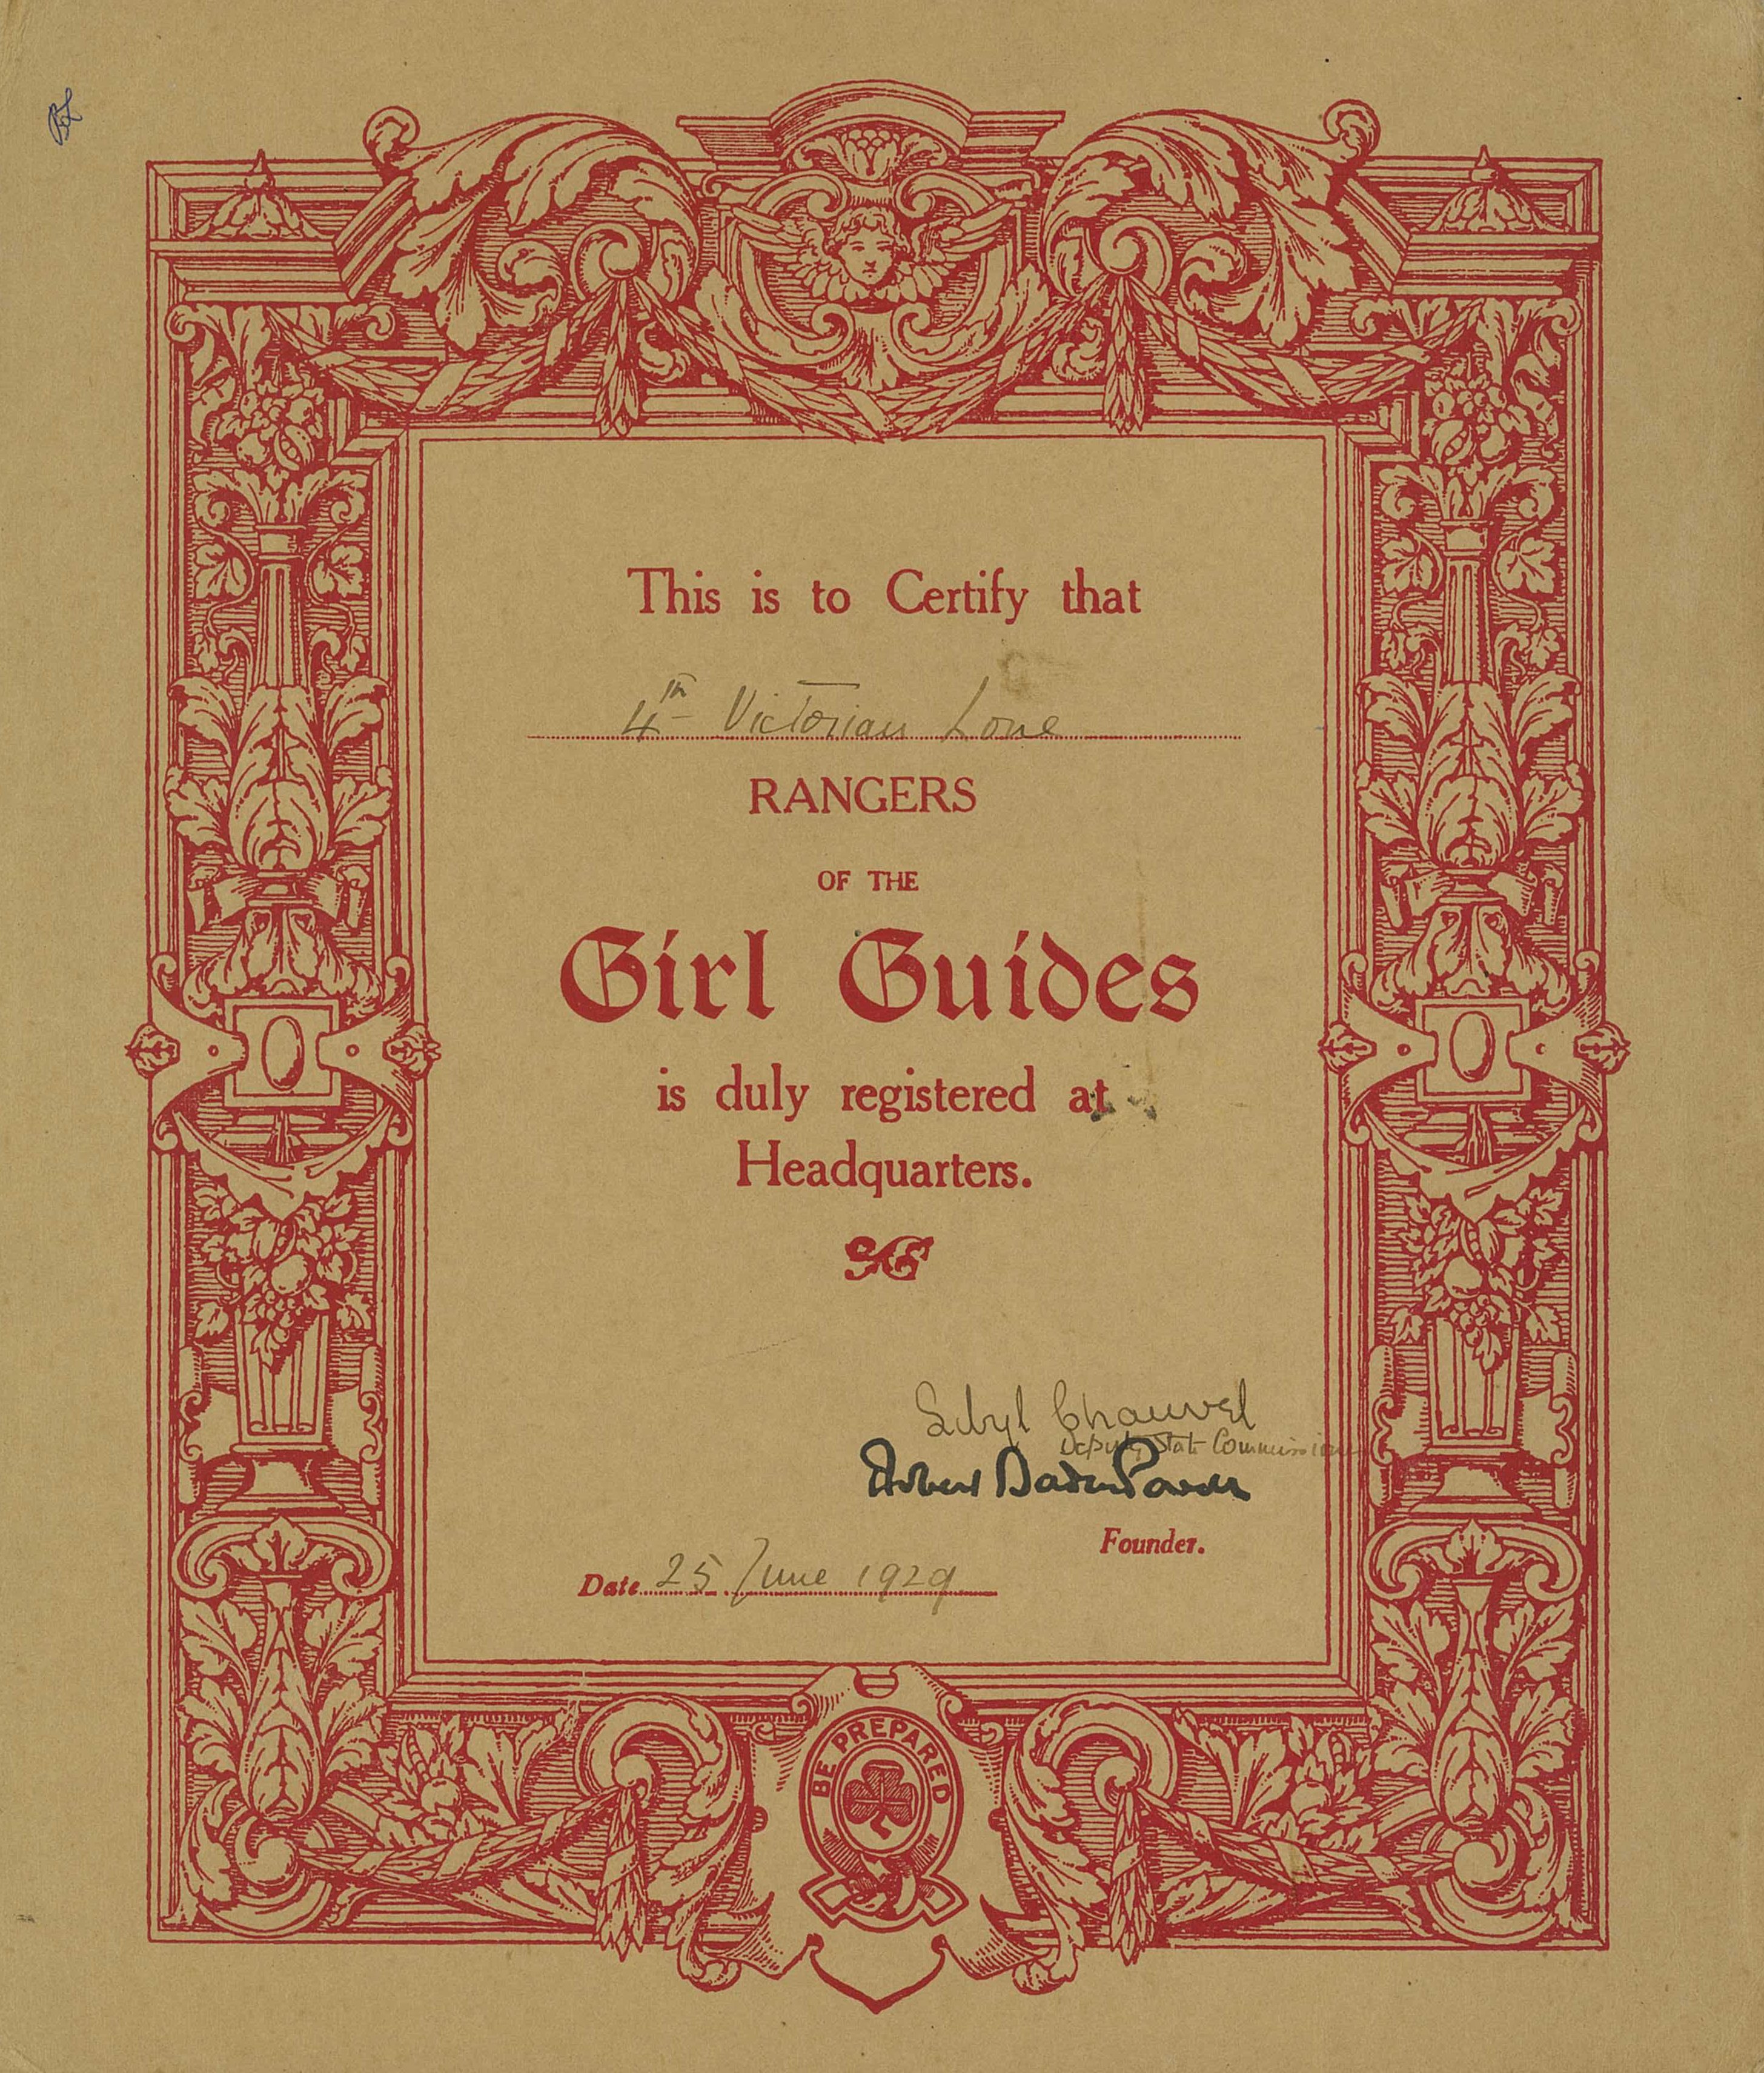 This is to Certify that
4th Victorian Lone
RANGERS
OF THE
Girl Guides
is duly registered at
Headquarters.
Sibyl Chauvel
Deputy State Commissioner
Robert Baden Powell
Founder.
Date 25 June 1929
BE PREPARED